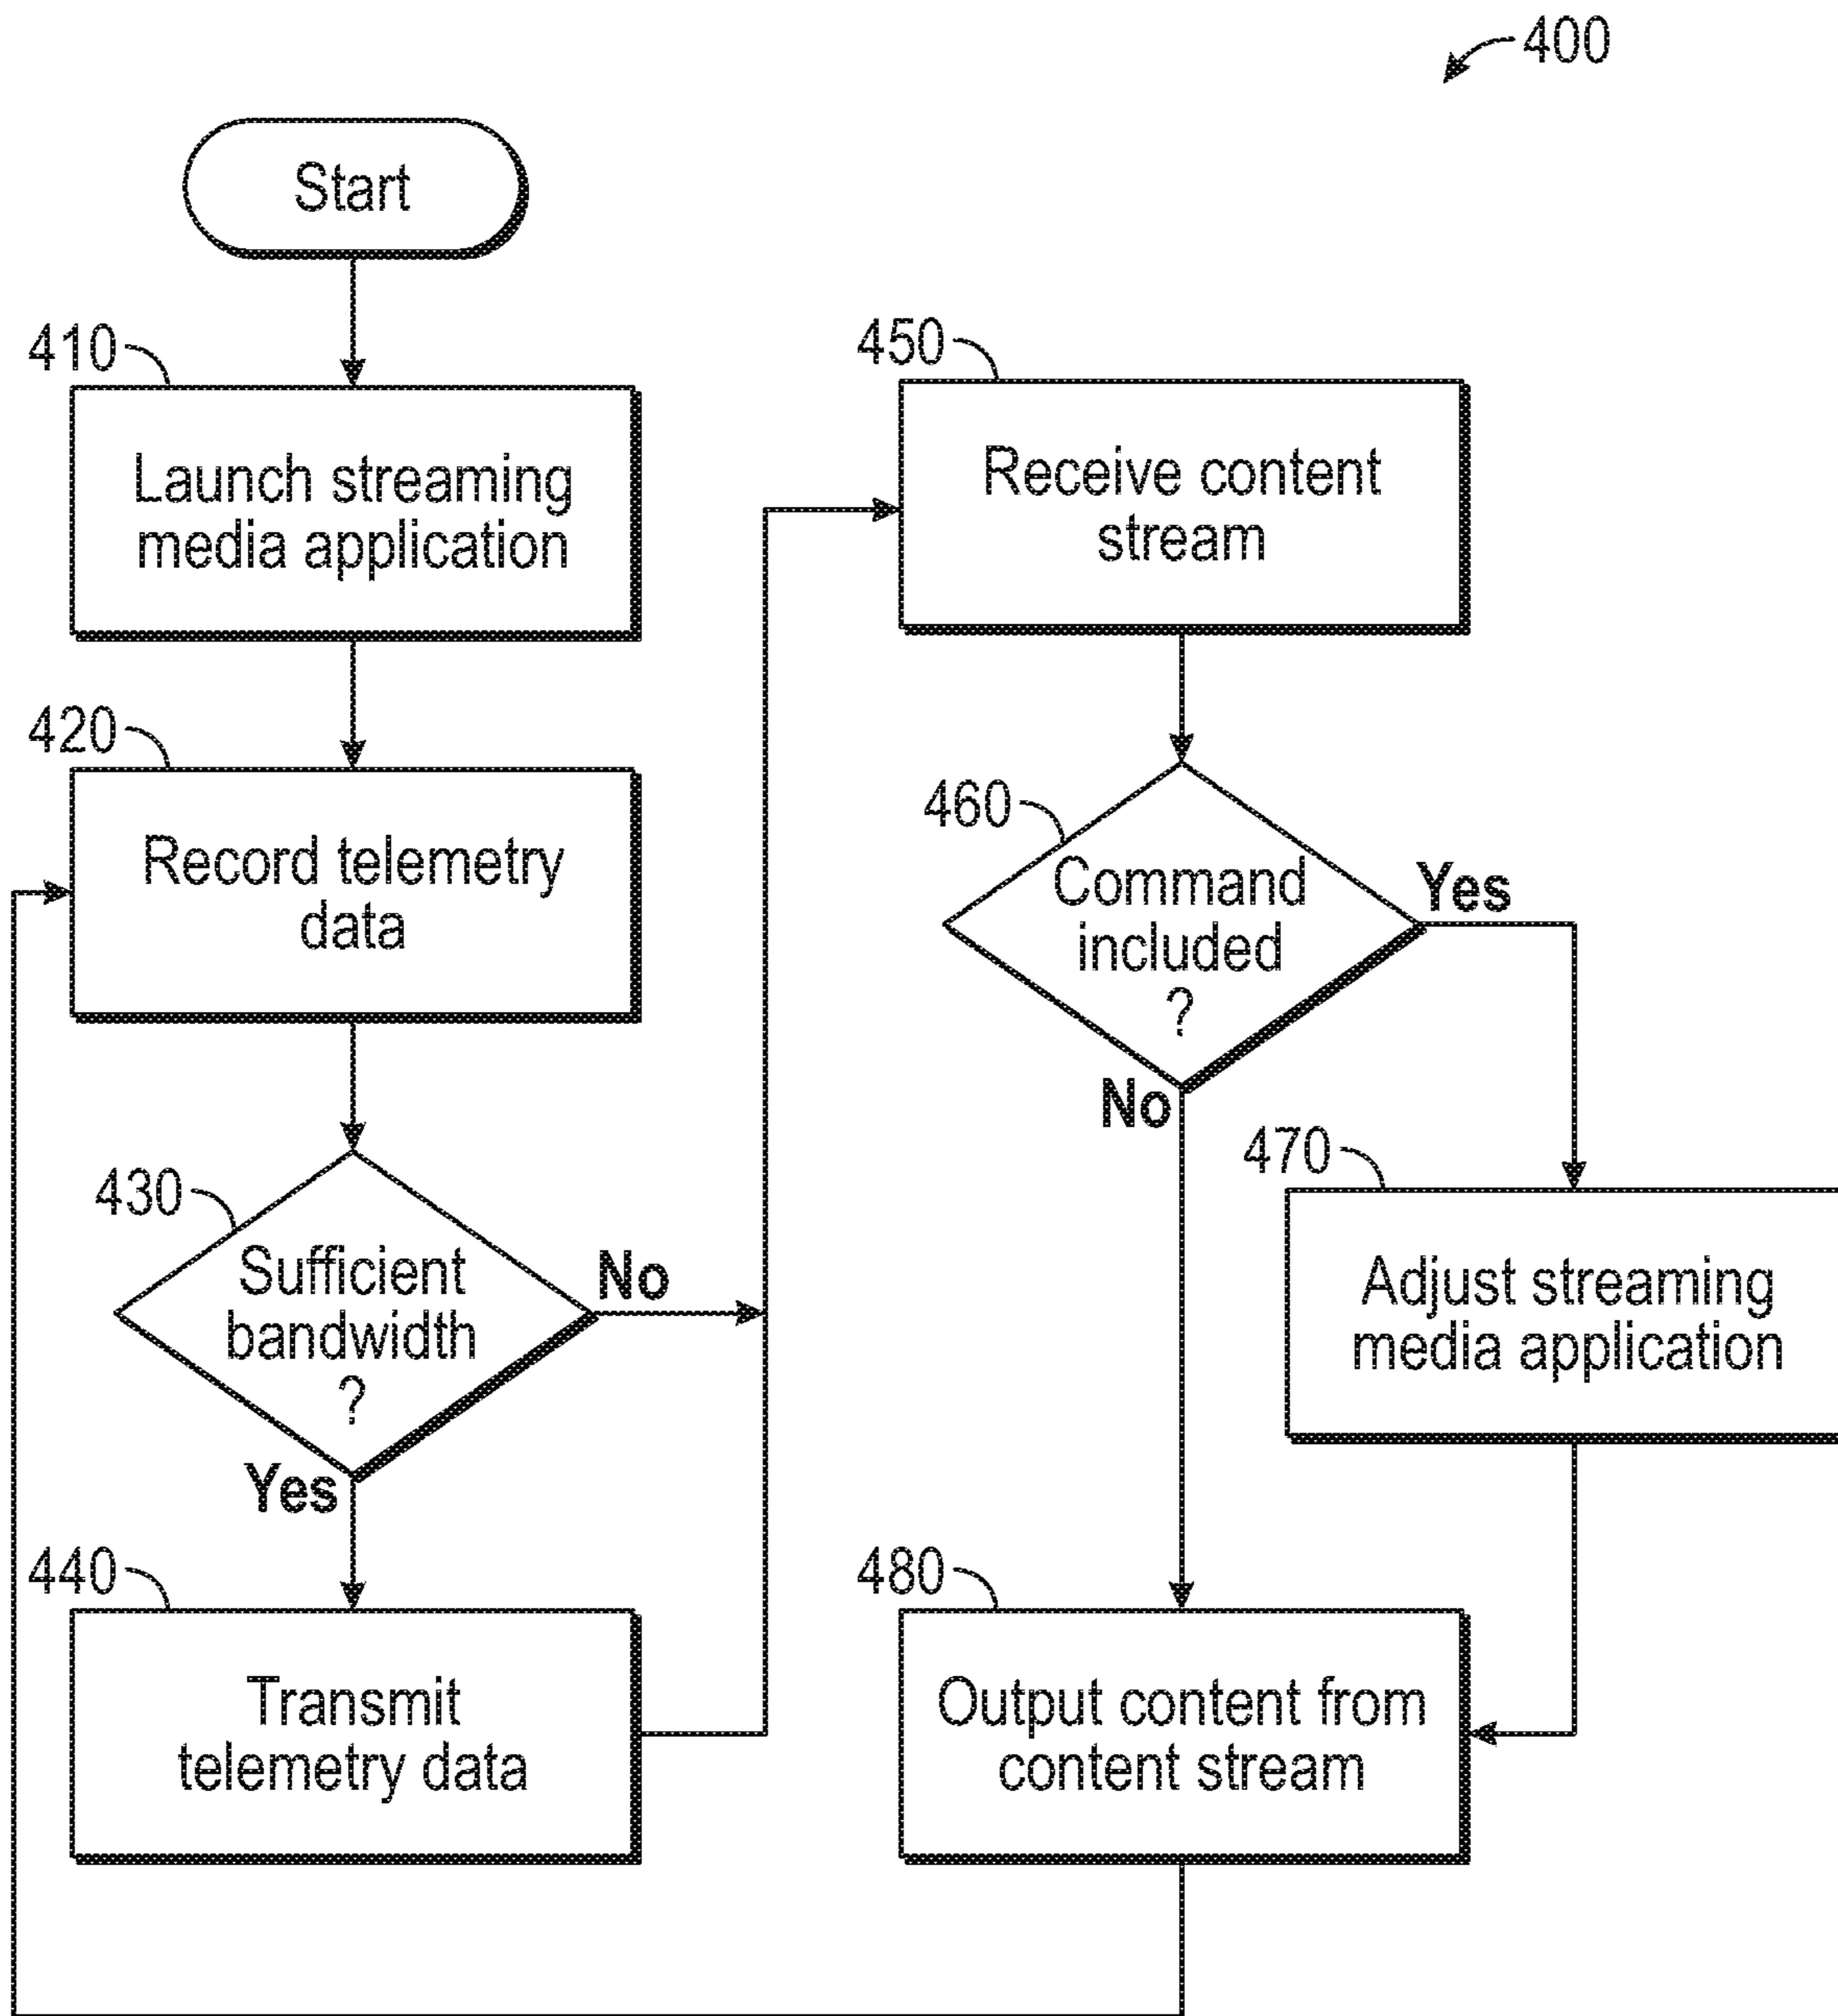 400
Start
410
Launch streaming
media application
420
Record telemetry
data
430
Sufficient
bandwidth
?
No
Yes
440
Transmit
telemetry data
450
Receive content
stream
460
Command
included
?
Yes
No
470
Adjust streaming
media application
480
Output content from
content stream